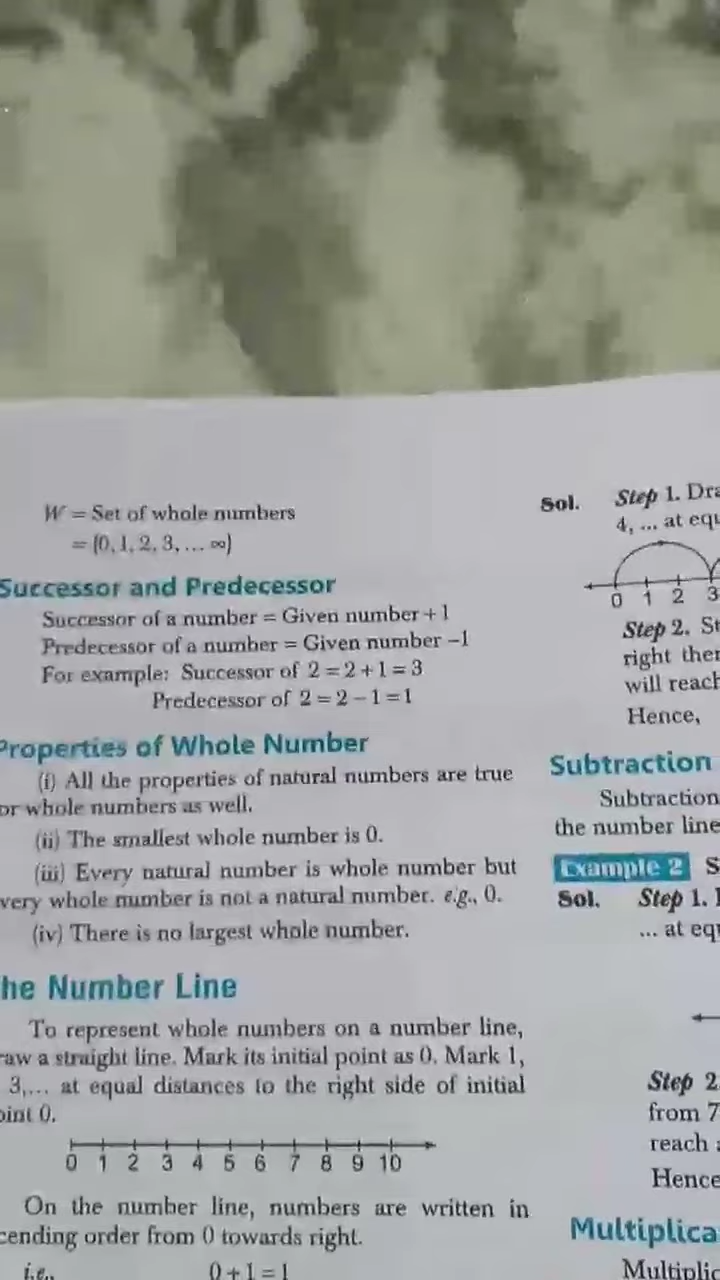 W = Set of whole numbers
= {0, 1, 2, 3, ... ∞}
Successor and Predecessor
Successor of a number = Given number + 1
Predecessor of a number = Given number −1
For example: Successor of 2 = 2 + 1 = 3
Predecessor of 2 = 2 − 1 = 1
Properties of Whole Number
(i) All the properties of natural numbers are true
or whole numbers as well.
(ii) The smallest whole number is 0.
(iii) Every natural number is whole number but
very whole number is not a natural number. e.g., 0.
(iv) There is no largest whole number.
he Number Line
To represent whole numbers on a number line,
raw a straight line. Mark its initial point as 0. Mark 1,
3,... at equal distances to the right side of initial
oint 0.
0 1 2 3 4 5 6 7 8 9 10
On the number line, numbers are written in
cending order from 0 towards right.
i.e., 0 + 1 = 1
Sol. Step 1. Dra
4, ... at equ
0 1 2 3
Step 2. St
right ther
will reach
Hence,
Subtraction
Subtraction
the number line
Example 2 S
Sol. Step 1.
... at equ
Step 2.
from 7
reach
Hence
Multiplica
Multiplic